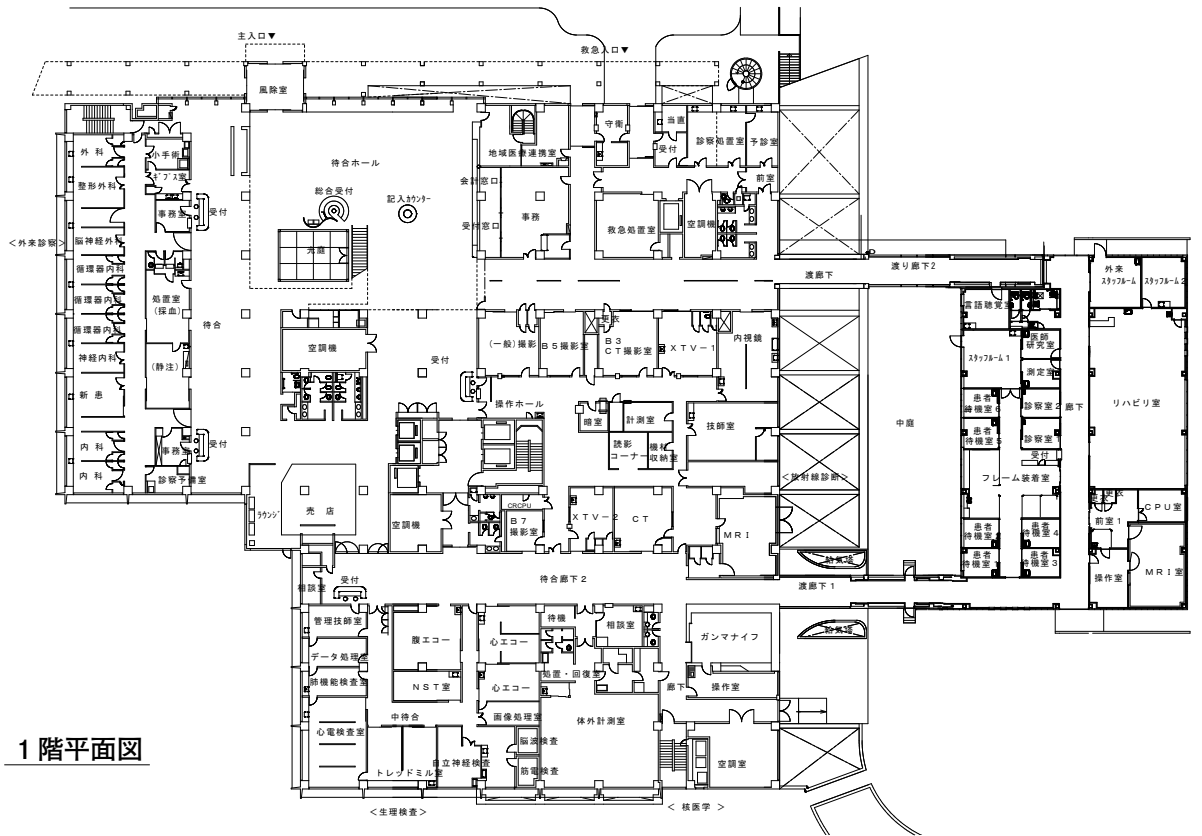 主入口▼
救急入口▼
風除室
守衛
当直
受付
診察処置室
予診室
外科
小手術
ｷﾞﾌﾟｽ室
整形外科
待合ホール
地域医療連携室
会計窓口
前室
総合受付
記入ｶｳﾝﾀｰ
事務室
受付
受付窓口
事務
救急処置室
空調機
＜外来診察＞
脳神経外科
光庭
循環器内科
循環器内科
循環器内科
処置室
(採血)
待合
渡廊下
渡り廊下2
外来
ｽﾀｯﾌﾙｰﾑ
ｽﾀｯﾌﾙｰﾑ2
言語聴覚室
医師
研究室
空調機
受付
(一般)撮影
B5撮影室
更衣
B3
CT撮影室
XTV-1
内視鏡
神経内科
(静注)
新患
スタッフルーム1
測定室
廊下
リハビリ室
操作ホール
暗室
計測室
技師室
読影
コーナー
機材
収納室
中庭
患者
待機室6
診察室2
患者
待機室5
診察室1
受付
内科
事務室
受付
内科
診察予備室
＜放射線診断＞
フレーム装着室
ﾗｳﾝｼﾞ
売店
空調機
CRCPU
B7
撮影室
XTV-2
CT
MRI
更衣
更衣
前室1
CPU室
患者
待機室
患者
待機室4
患者
待機室
患者
待機室3
操作室
MRI室
給気塔
相談室
受付
待合廊下2
渡廊下1
給気塔
管理技師室
腹エコー
心エコー
待機
相談室
ガンマナイフ
データ処理室
肺機能検査室
NST室
心エコー
処置・回復室
廊下
操作室
中待合
画像処理室
心電検査室
体外計測室
トレッドミル室
自立神経検査
脳波検査
筋電検査
空調室
1階平面図
＜生理検査＞
＜ 核医学 ＞